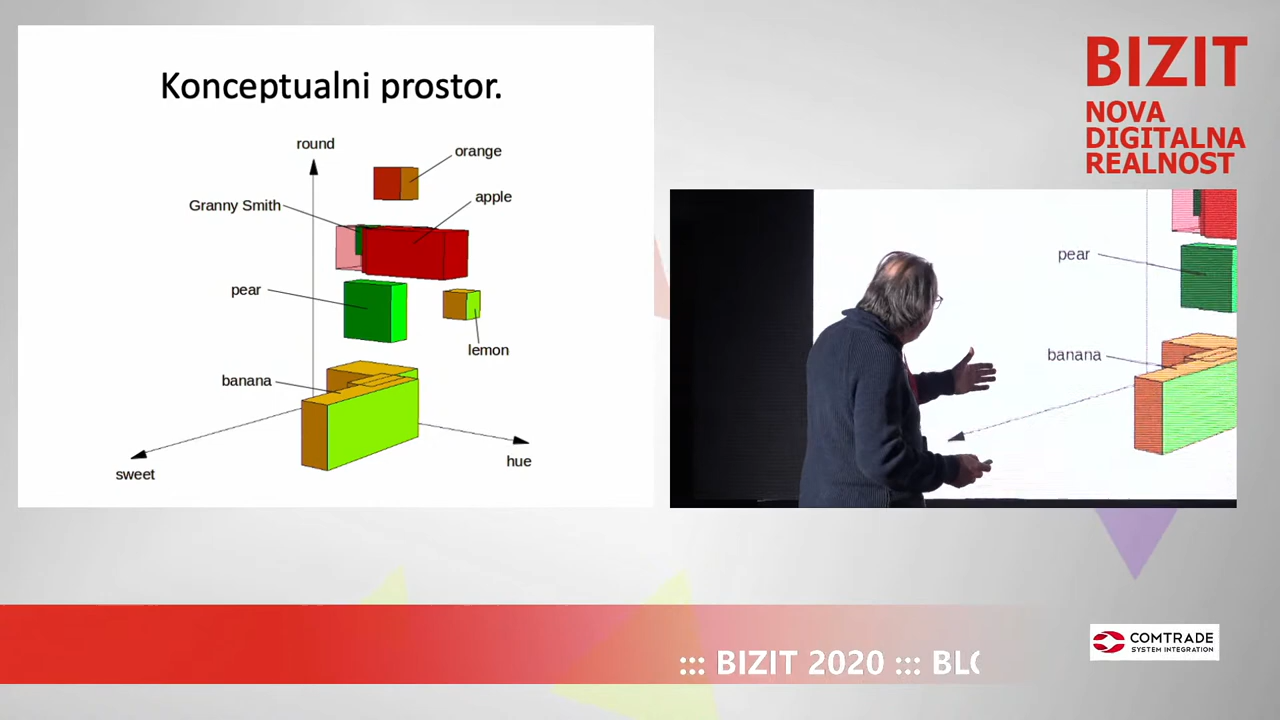 Konceptualni prostor.
round
orange
apple
Granny Smith
pear
lemon
banana
sweet
hue
BIZIT
NOVA
DIGITALNA
REALNOST
pear
banana
::: BIZIT 2020 :::
COMTRADE
SYSTEM INTEGRATION